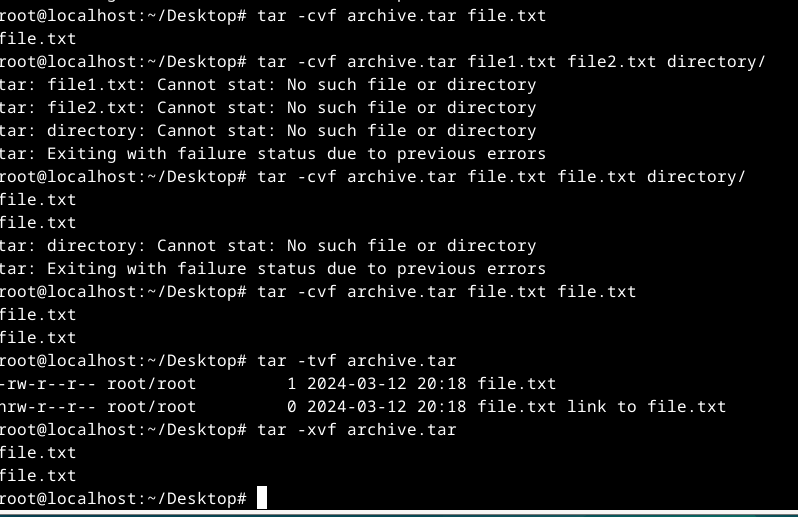 root@localhost:~/Desktop# tar -cvf archive.tar file.txt
file.txt
root@localhost:~/Desktop# tar -cvf archive.tar file1.txt file2.txt directory/
tar: file1.txt: Cannot stat: No such file or directory
tar: file2.txt: Cannot stat: No such file or directory
tar: directory: Cannot stat: No such file or directory
tar: Exiting with failure status due to previous errors
root@localhost:~/Desktop# tar -cvf archive.tar file.txt file.txt directory/
file.txt
file.txt
tar: directory: Cannot stat: No such file or directory
tar: Exiting with failure status due to previous errors
root@localhost:~/Desktop# tar -cvf archive.tar file.txt file.txt
file.txt
file.txt
root@localhost:~/Desktop# tar -tvf archive.tar
-rw-r--r-- root/root         1 2024-03-12 20:18 file.txt
hrw-r--r-- root/root         0 2024-03-12 20:18 file.txt link to file.txt
root@localhost:~/Desktop# tar -xvf archive.tar
file.txt
file.txt
root@localhost:~/Desktop#